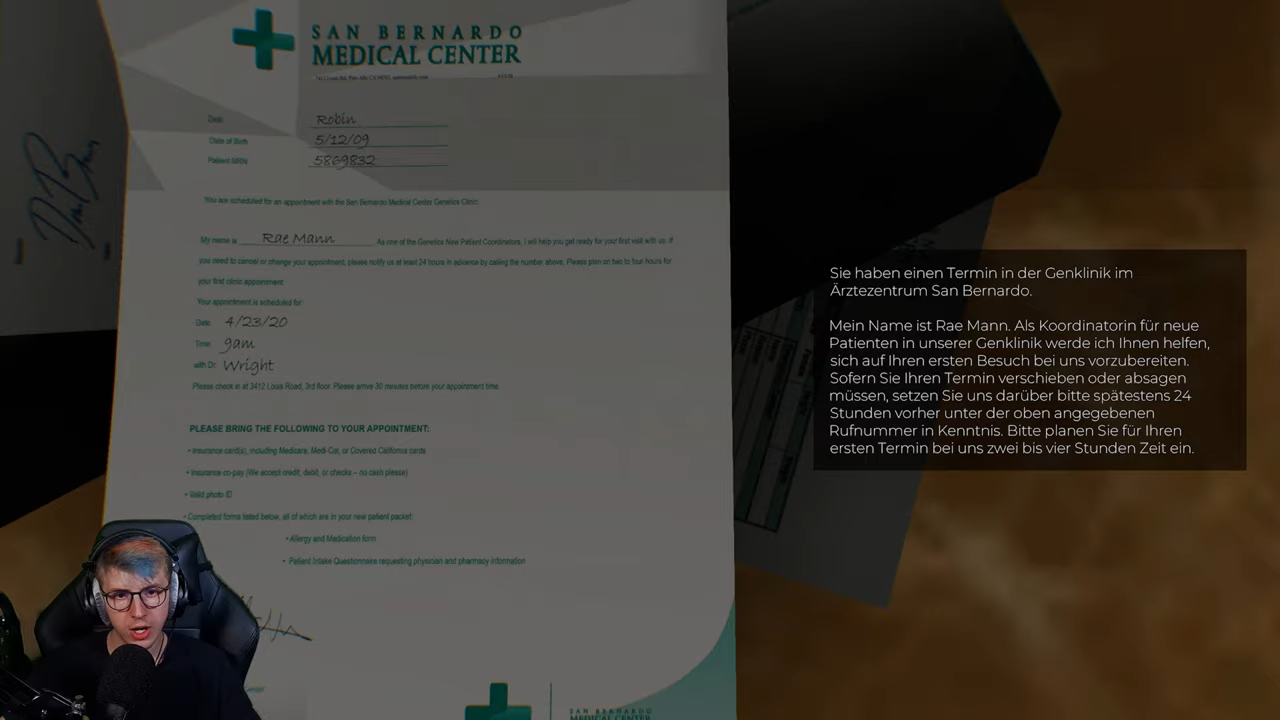 SAN BERNARDO
MEDICAL CENTER
Robin
Date of Birth 5/12/09
Patient MRN 5869832
You are scheduled for an appointment with the San Bernardo Medical Center Genetics Clinic.
My name is Rae Mann. As one of the Genetics New Patient Coordinators, I will help you get ready for your first visit with us. If
you need to cancel or change your appointment, please notify us at least 24 hours in advance by calling the number above. Please plan on two to four hours for
your first clinic appointment.
Your appointment is scheduled for:
Date: 4/23/20
Time: 9am
with Dr. Wright
Please check in at 3412 Louis Road, 3rd floor. Please arrive 30 minutes before your appointment time.
PLEASE BRING THE FOLLOWING TO YOUR APPOINTMENT:
• Insurance card(s), including Medicare, Medi-Cal, or Covered California cards
• Insurance co-pay (We accept credit, debit, or checks – no cash please)
• Valid photo ID
• Completed forms listed below, all of which are in your new patient packet:
• Allergy and Medication form
• Patient Intake Questionnaire requesting physician and pharmacy information
SAN BERNARDO
MEDICAL CENTER
Sie haben einen Termin in der Genklinik im
Ärztezentrum San Bernardo.
Mein Name ist Rae Mann. Als Koordinatorin für neue
Patienten in unserer Genklinik werde ich Ihnen helfen,
sich auf Ihren ersten Besuch bei uns vorzubereiten.
Sofern Sie Ihren Termin verschieben oder absagen
müssen, setzen Sie uns darüber bitte spätestens 24
Stunden vorher unter der oben angegebenen
Rufnummer in Kenntnis. Bitte planen Sie für Ihren
ersten Termin bei uns zwei bis vier Stunden Zeit ein.